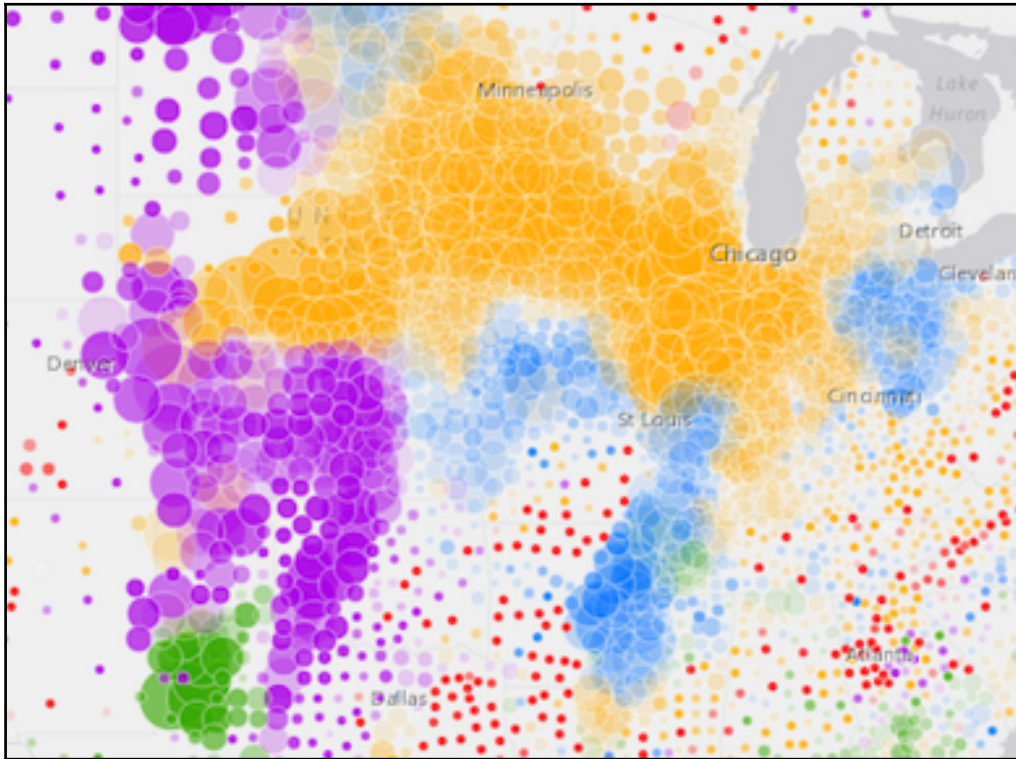 Minneapolis
Lake
Huron
Detroit
Chicago
Clevelan
Denver
Cincinnati
St Louis
Atlanta
Dallas